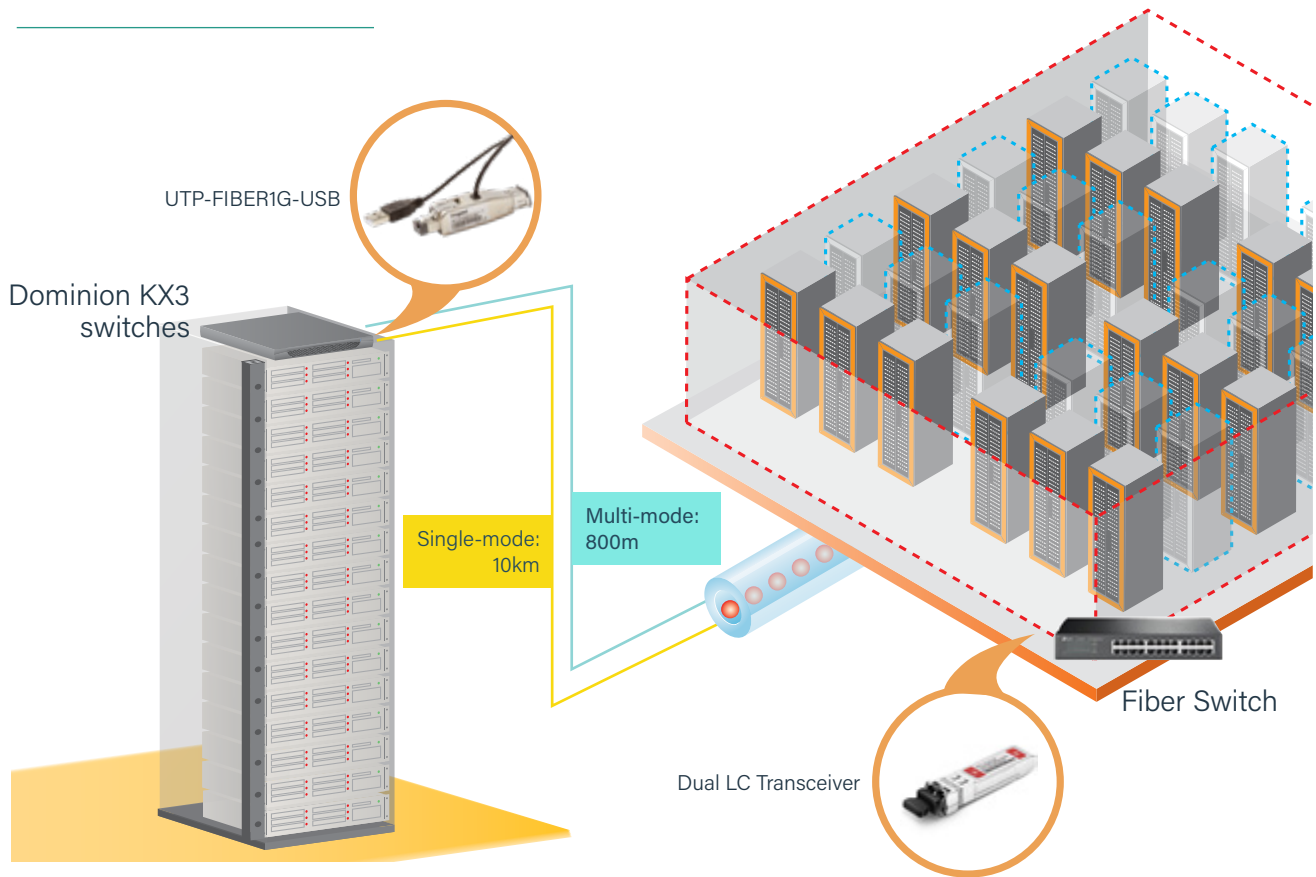 UTP-FIBER1G-USB
Dominion KX3
switches
Single-mode:
10km
Multi-mode:
800m
Fiber Switch
Dual LC Transceiver